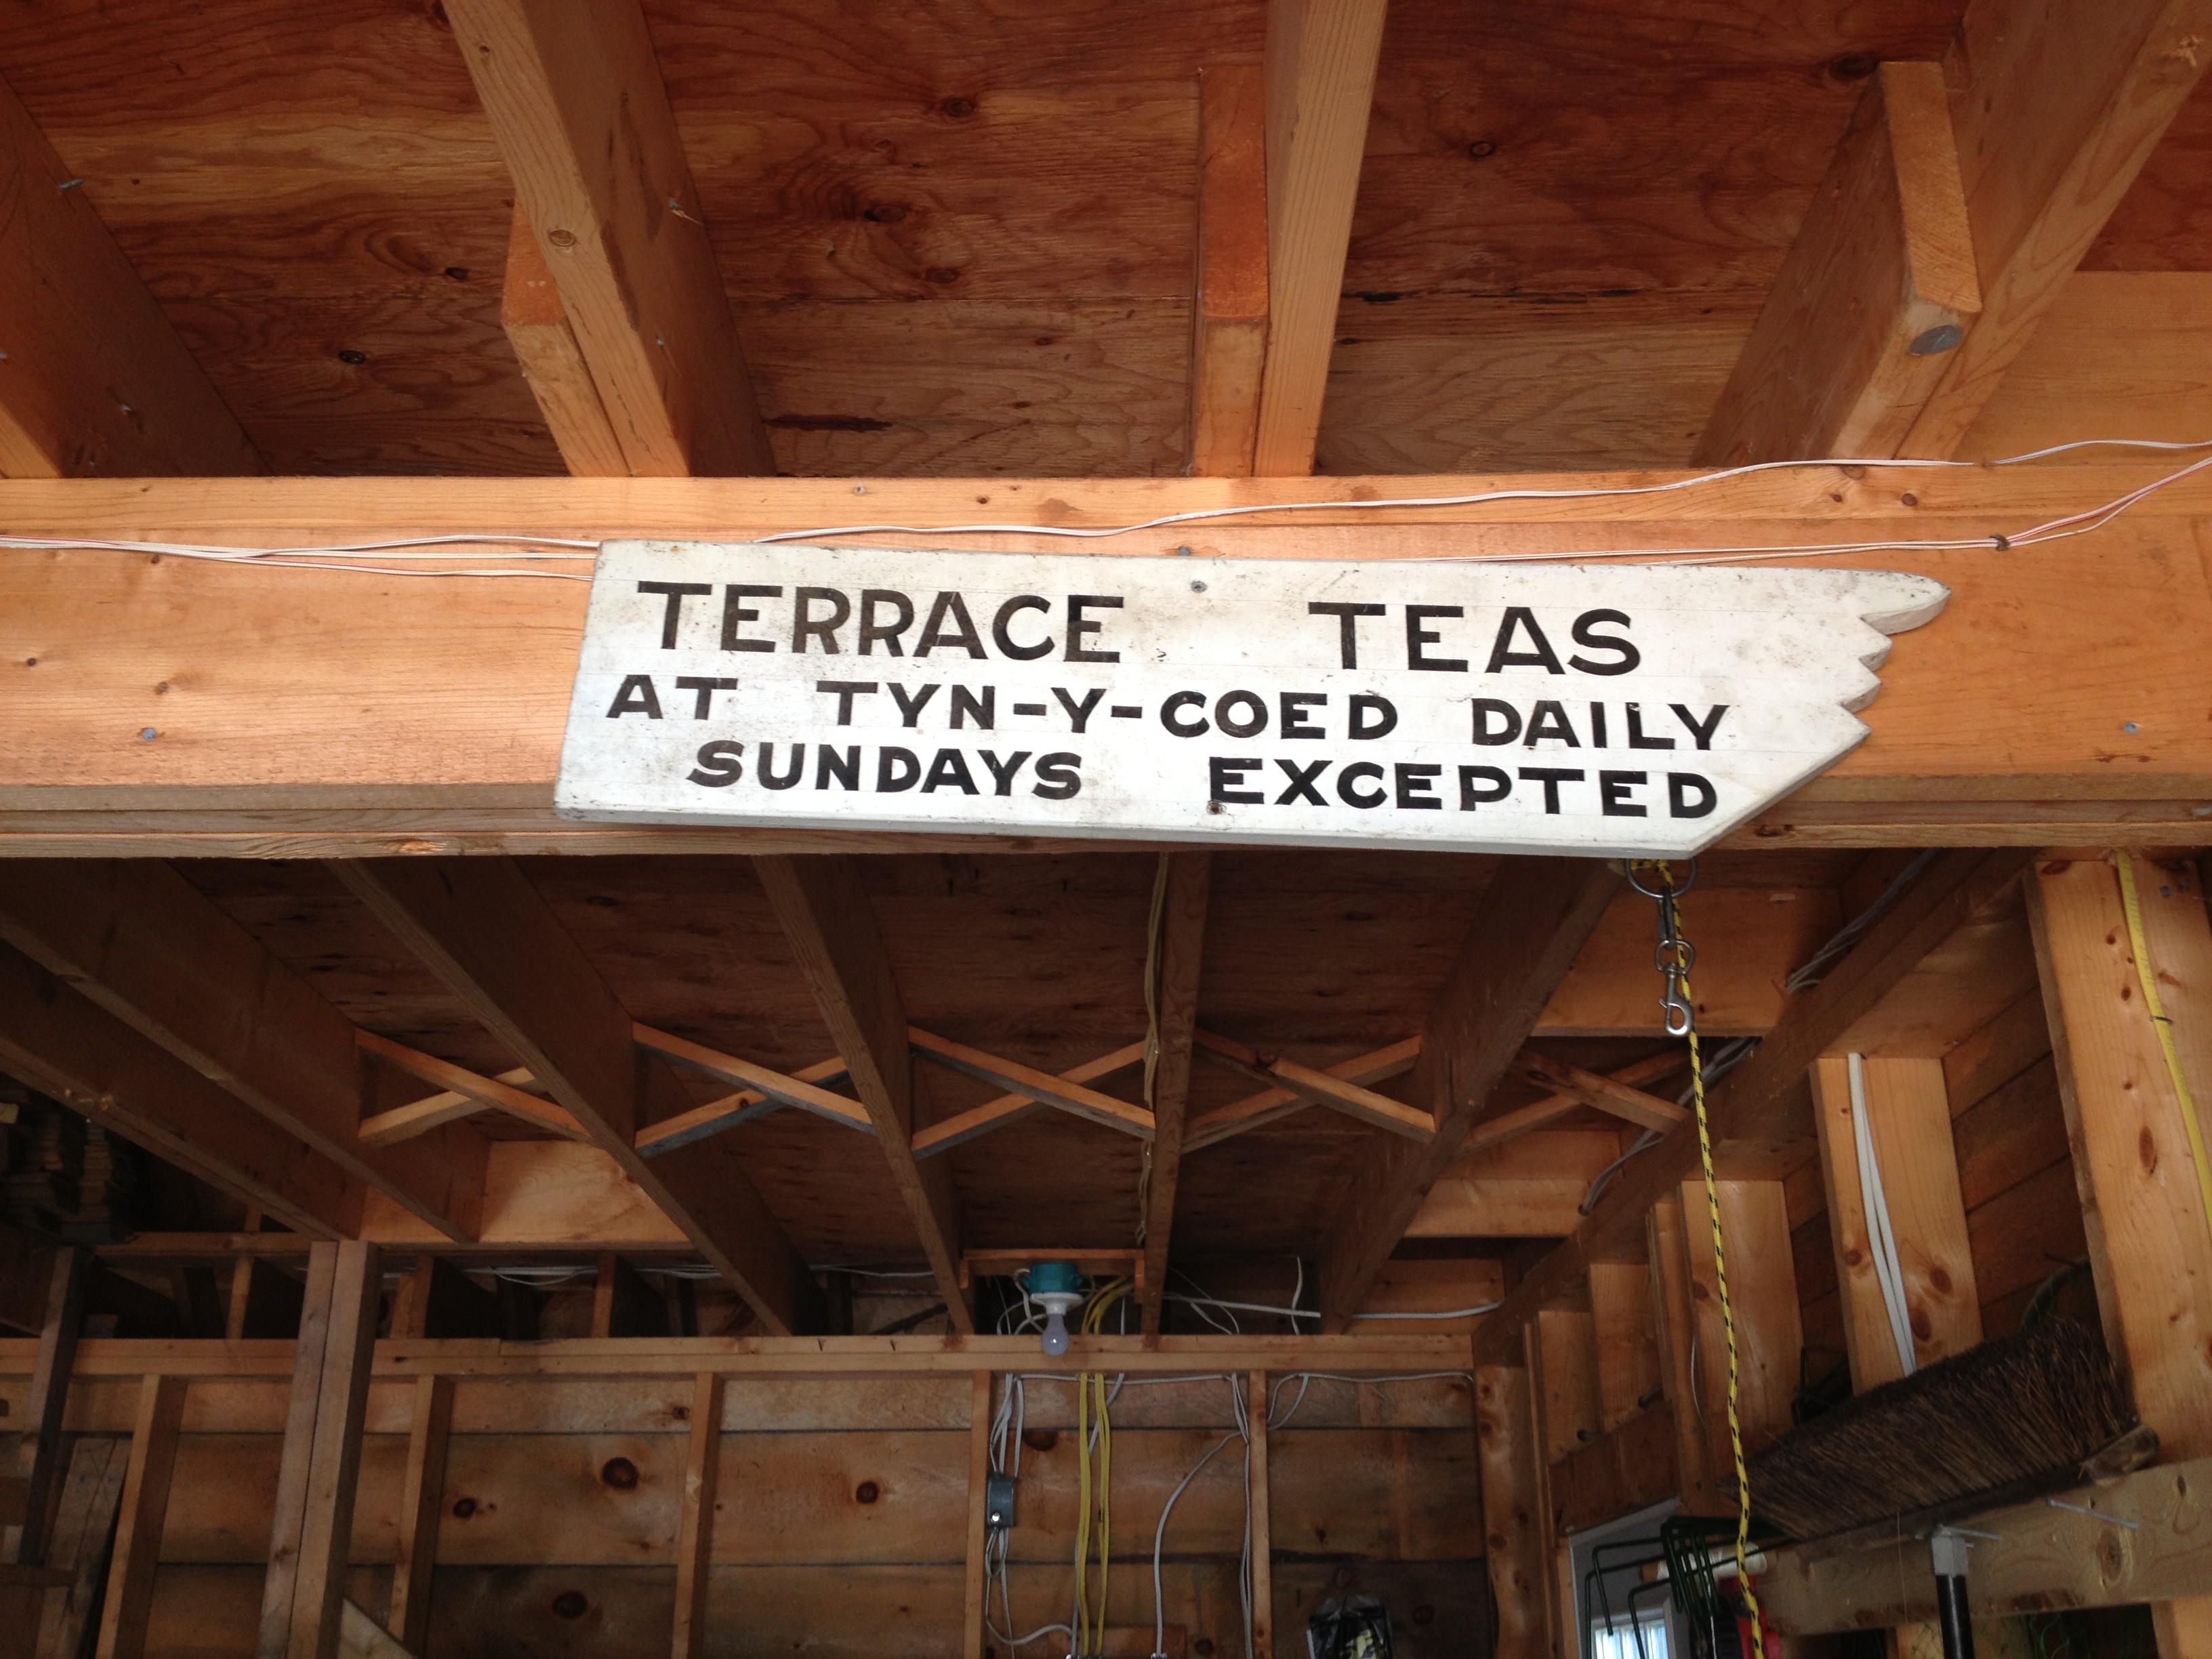 TERRACE TEAS
AT TYN-Y-COED DAILY
SUNDAYS EXCEPTED